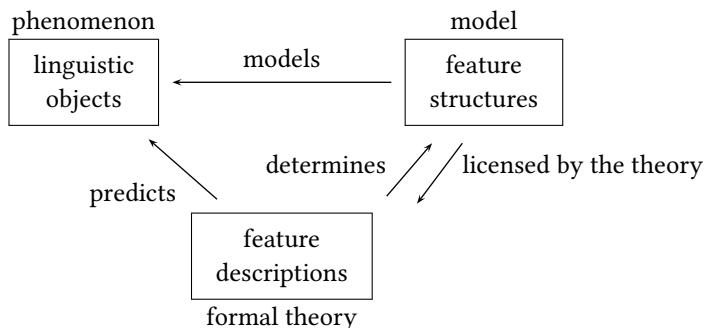 phenomenon
model
linguistic
objects
models
feature
structures
predicts
determines
licensed by the theory
feature
descriptions
formal theory